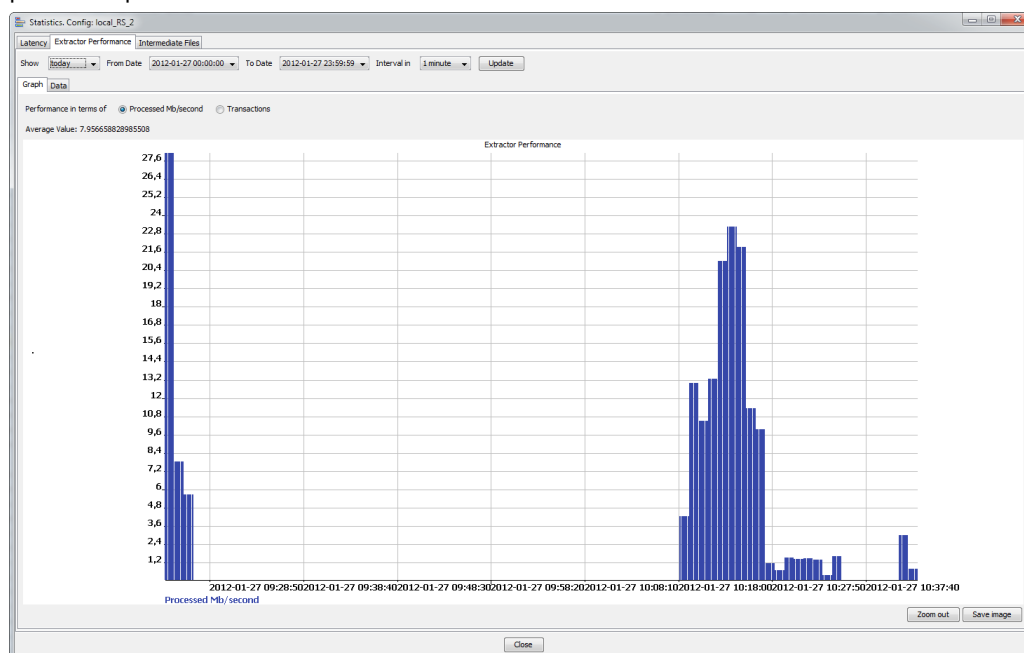 Statistics. Config: local_RS_2
Latency Extractor Performance Intermediate Files
Show today From Date 2012-01-27 00:00:00 To Date 2012-01-27 23:59:59 Interval in 1 minute Update
Graph Data
Performance in terms of Processed Mb/second Transactions
Average Value: 7.956658828985508
Extractor Performance
27,6
26,4
25,2
24
22,8
21,6
20,4
19,2
18
16,8
15,6
14,4
13,2
12
10,8
9,6
8,4
7,2
6
4,8
3,6
2,4
1,2
2012-01-27 09:28:50 2012-01-27 09:38:40 2012-01-27 09:48:30 2012-01-27 09:58:20 2012-01-27 10:08:10 2012-01-27 10:18:00 2012-01-27 10:27:50 2012-01-27 10:37:40
Processed Mb/second
Zoom out Save image
Close